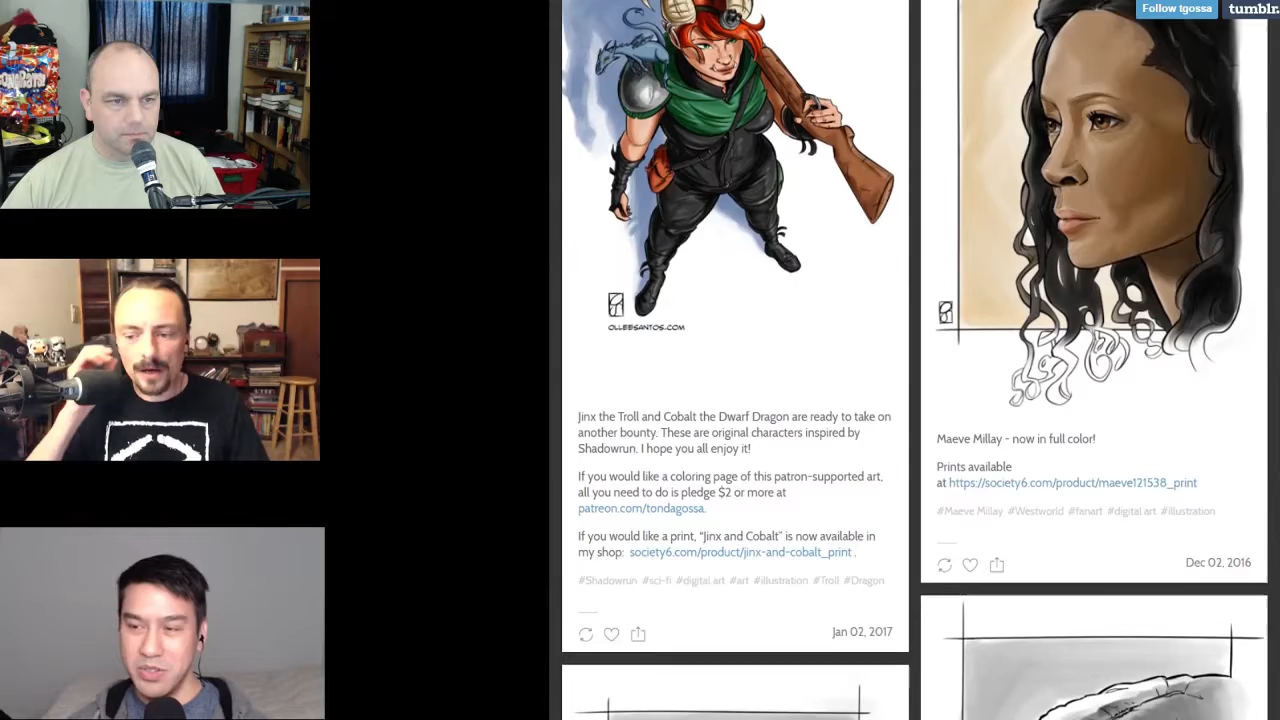 Follow tgossa
tumblr.
CONGRATS!
OLLEBSANTOS.COM
Jinx the Troll and Cobalt the Dwarf Dragon are ready to take on
another bounty. These are original characters inspired by
Shadowrun. I hope you all enjoy it!
If you would like a coloring page of this patron-supported art,
all you need to do is pledge $2 or more at
patreon.com/tondagossa.
If you would like a print, “Jinx and Cobalt” is now available in
my shop: society6.com/product/jinx-and-cobalt_print .
#Shadowrun #sci-fi #digital art #art #illustration #Troll #Dragon
Jan 02, 2017
Maeve Millay - now in full color!
Prints available
at https://society6.com/product/maeve121538_print
#Maeve Millay #Westworld #fanart #digital art #illustration
Dec 02, 2016